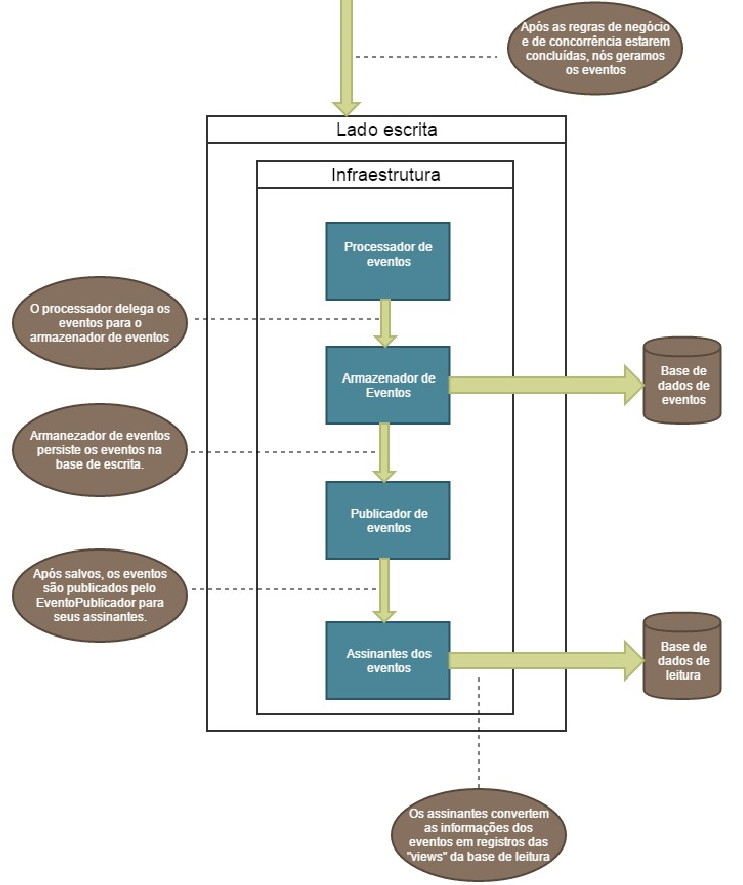 Após as regras de negócio
e de concorrência estarem
concluídas, nós geramos
os eventos
Lado escrita
Infraestrutura
Processador de
eventos
O processador delega os
eventos para o
armazenador de eventos
Armazenador de
Eventos
Base de
dados de
eventos
Armanezador de eventos
persiste os eventos na
base de escrita.
Publicador de
eventos
Após salvos, os eventos
são publicados pelo
EventoPublicador para
seus assinantes.
Assinantes dos
eventos
Base de
dados de
leitura
Os assinantes convertem
as informações dos
eventos em registros das
"views" da base de leitura